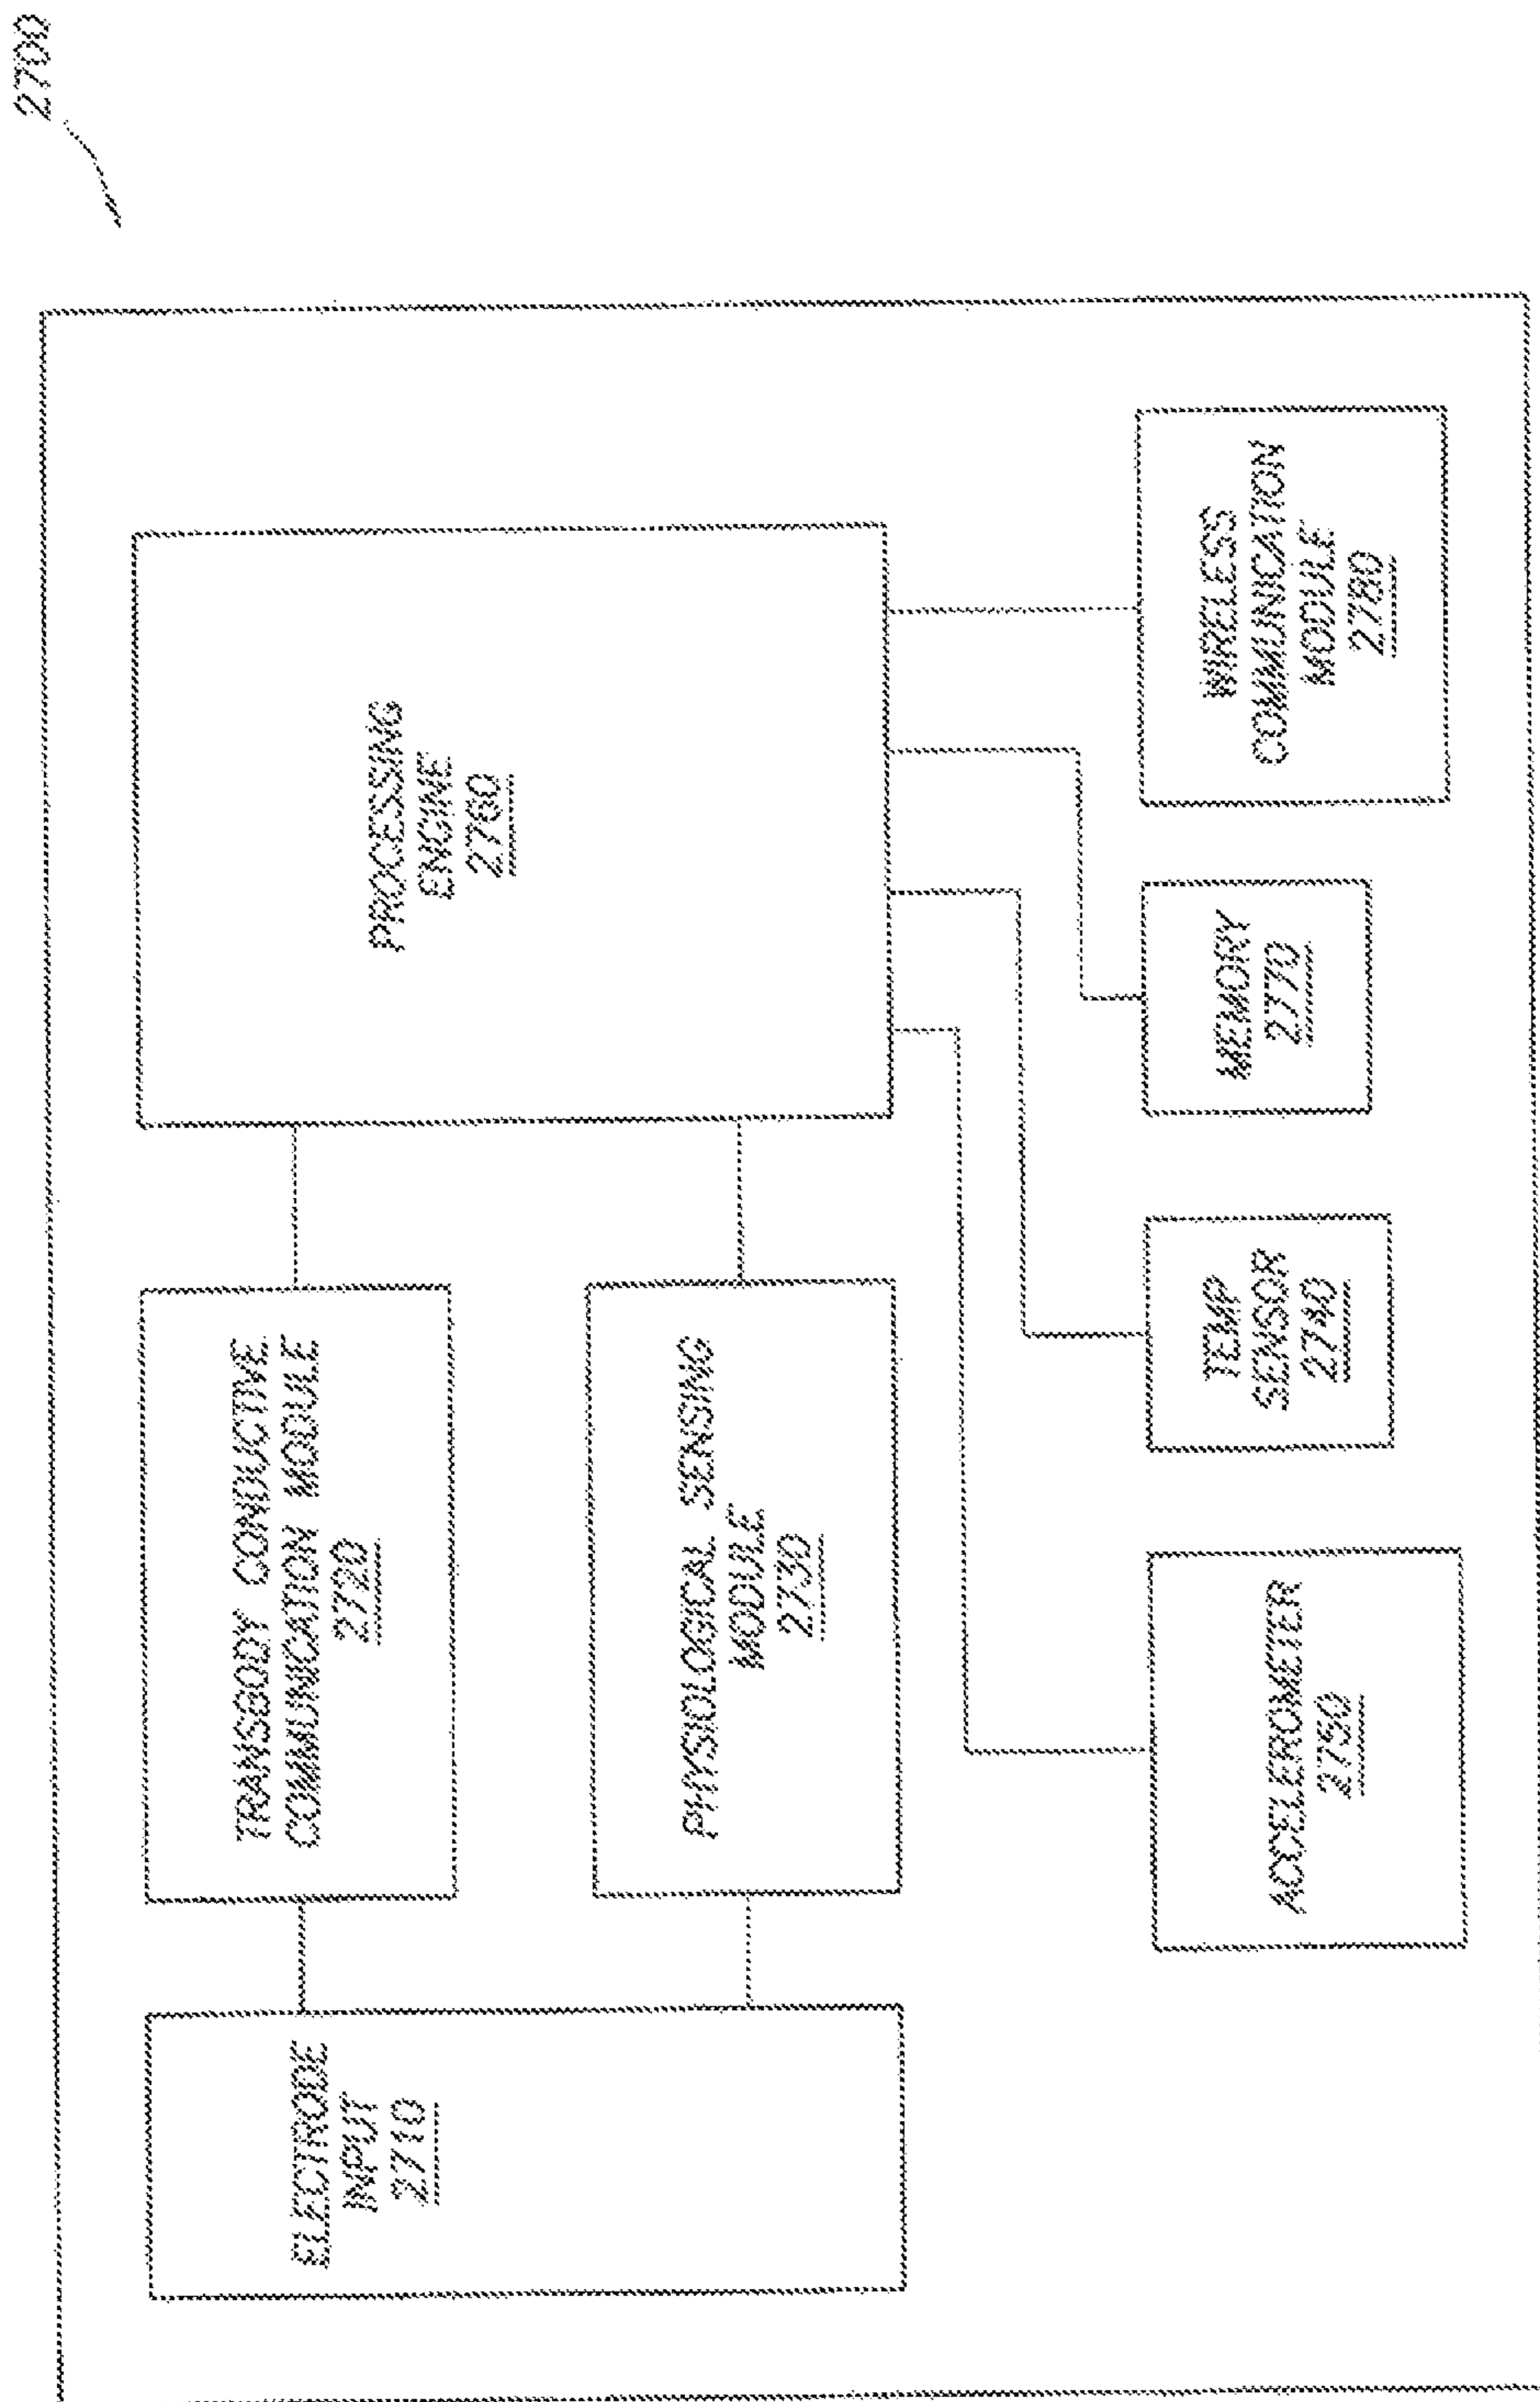 2700
ELECTRODE
INPUT
2710
TRANSBODY CONDUCTIVE
COMMUNICATION MODULE
2720
PHYSIOLOGICAL SENSING
MODULE
2730
PROCESSING
ENGINE
2760
ACCELEROMETER
2750
TEMP
SENSOR
2740
MEMORY
2770
WIRELESS
COMMUNICATION
MODULE
2780